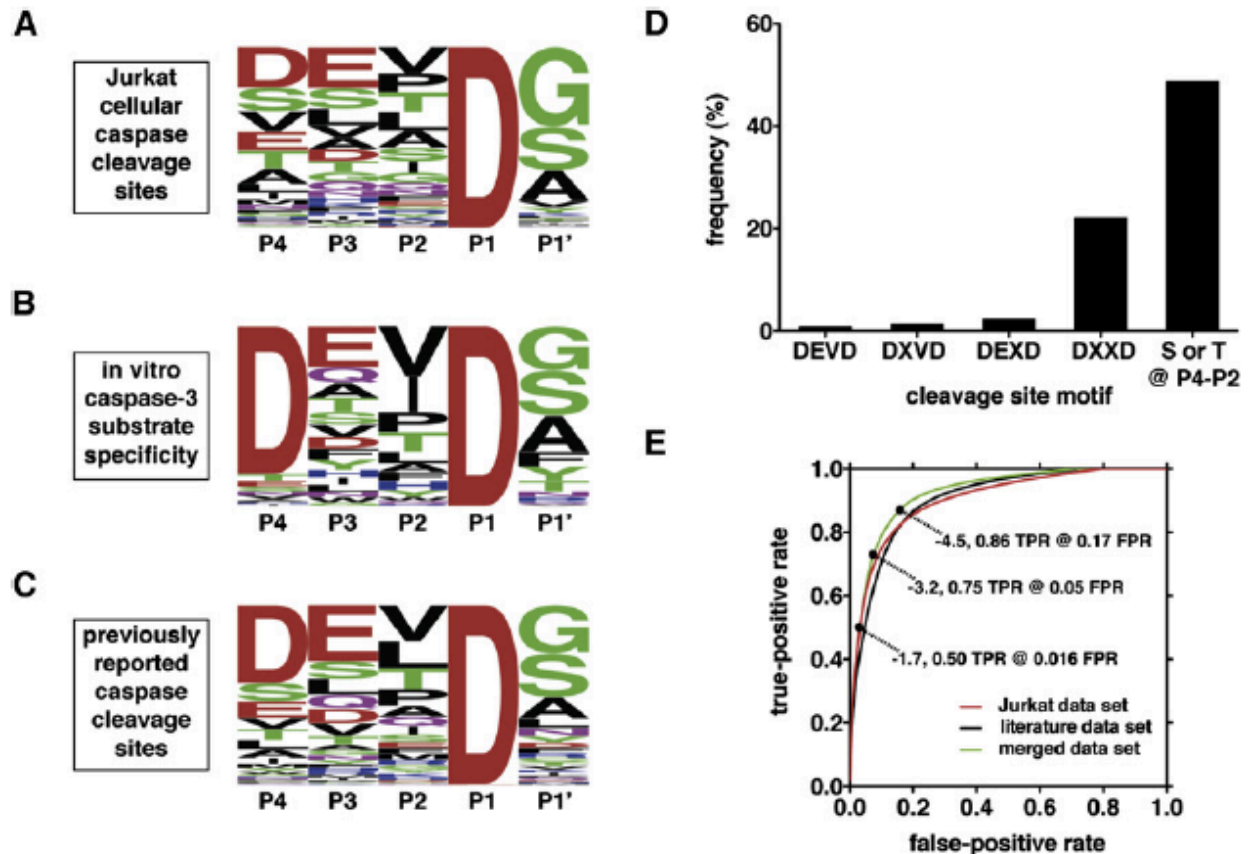 A
Jurkat
cellular
caspase
cleavage
sites
P4 P3 P2 P1 P1'
B
in vitro
caspase-3
substrate
specificity
P4 P3 P2 P1 P1'
C
previously
reported
caspase
cleavage
sites
P4 P3 P2 P1 P1'
D
frequency (%)
60
40
20
0
DEVD DXVD DEXD DXXD S or T
@ P4-P2
cleavage site motif
E
true-positive rate
1.0
0.8
0.6
0.4
0.2
0.0
-4.5, 0.86 TPR @ 0.17 FPR
-3.2, 0.75 TPR @ 0.05 FPR
-1.7, 0.50 TPR @ 0.016 FPR
Jurkat data set
literature data set
merged data set
0.0 0.2 0.4 0.6 0.8 1.0
false-positive rate